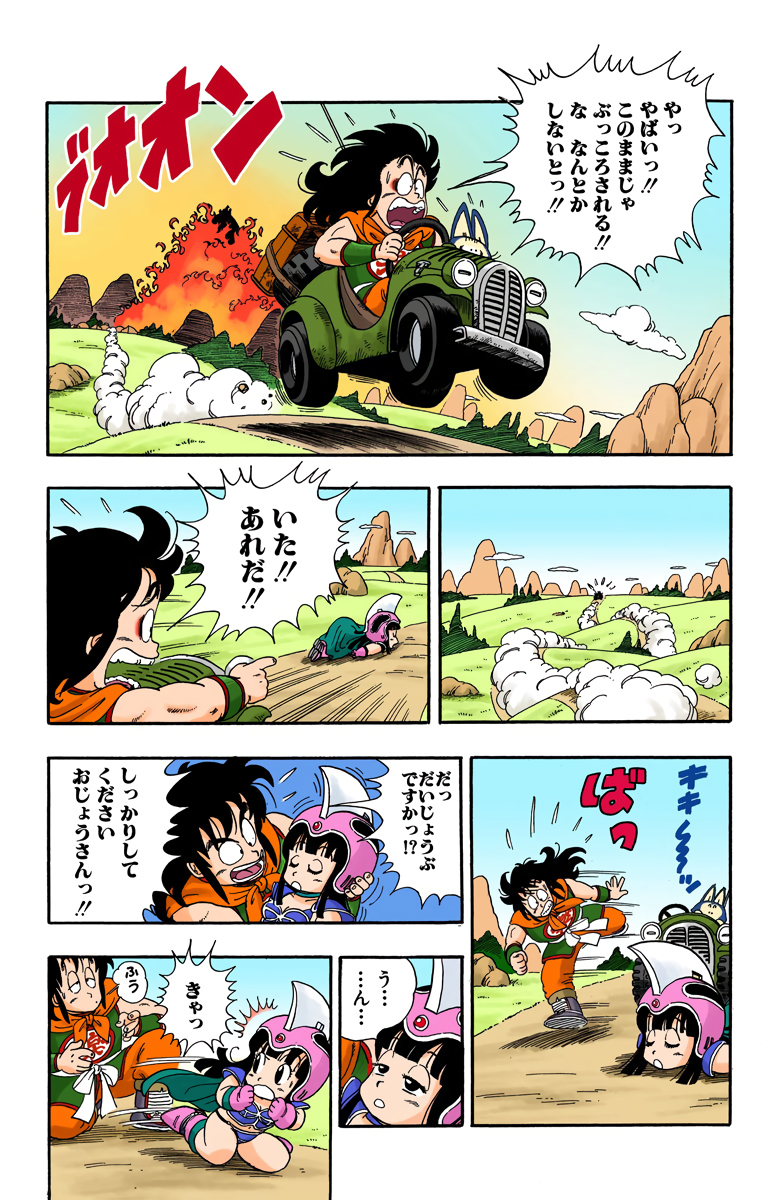 ブオオン
やっ
やばいっ!!
このままじゃ
ぶっころされる!!
な なんとか
しないとっ!!
いた!!
あれだ!!
キキ〜〜ッ
ばっ
だっ
だいじょうぶ
ですかっ!?
しっかりして
ください
おじょうさんっ!!
う…
…ん…
きゃっ
ふう